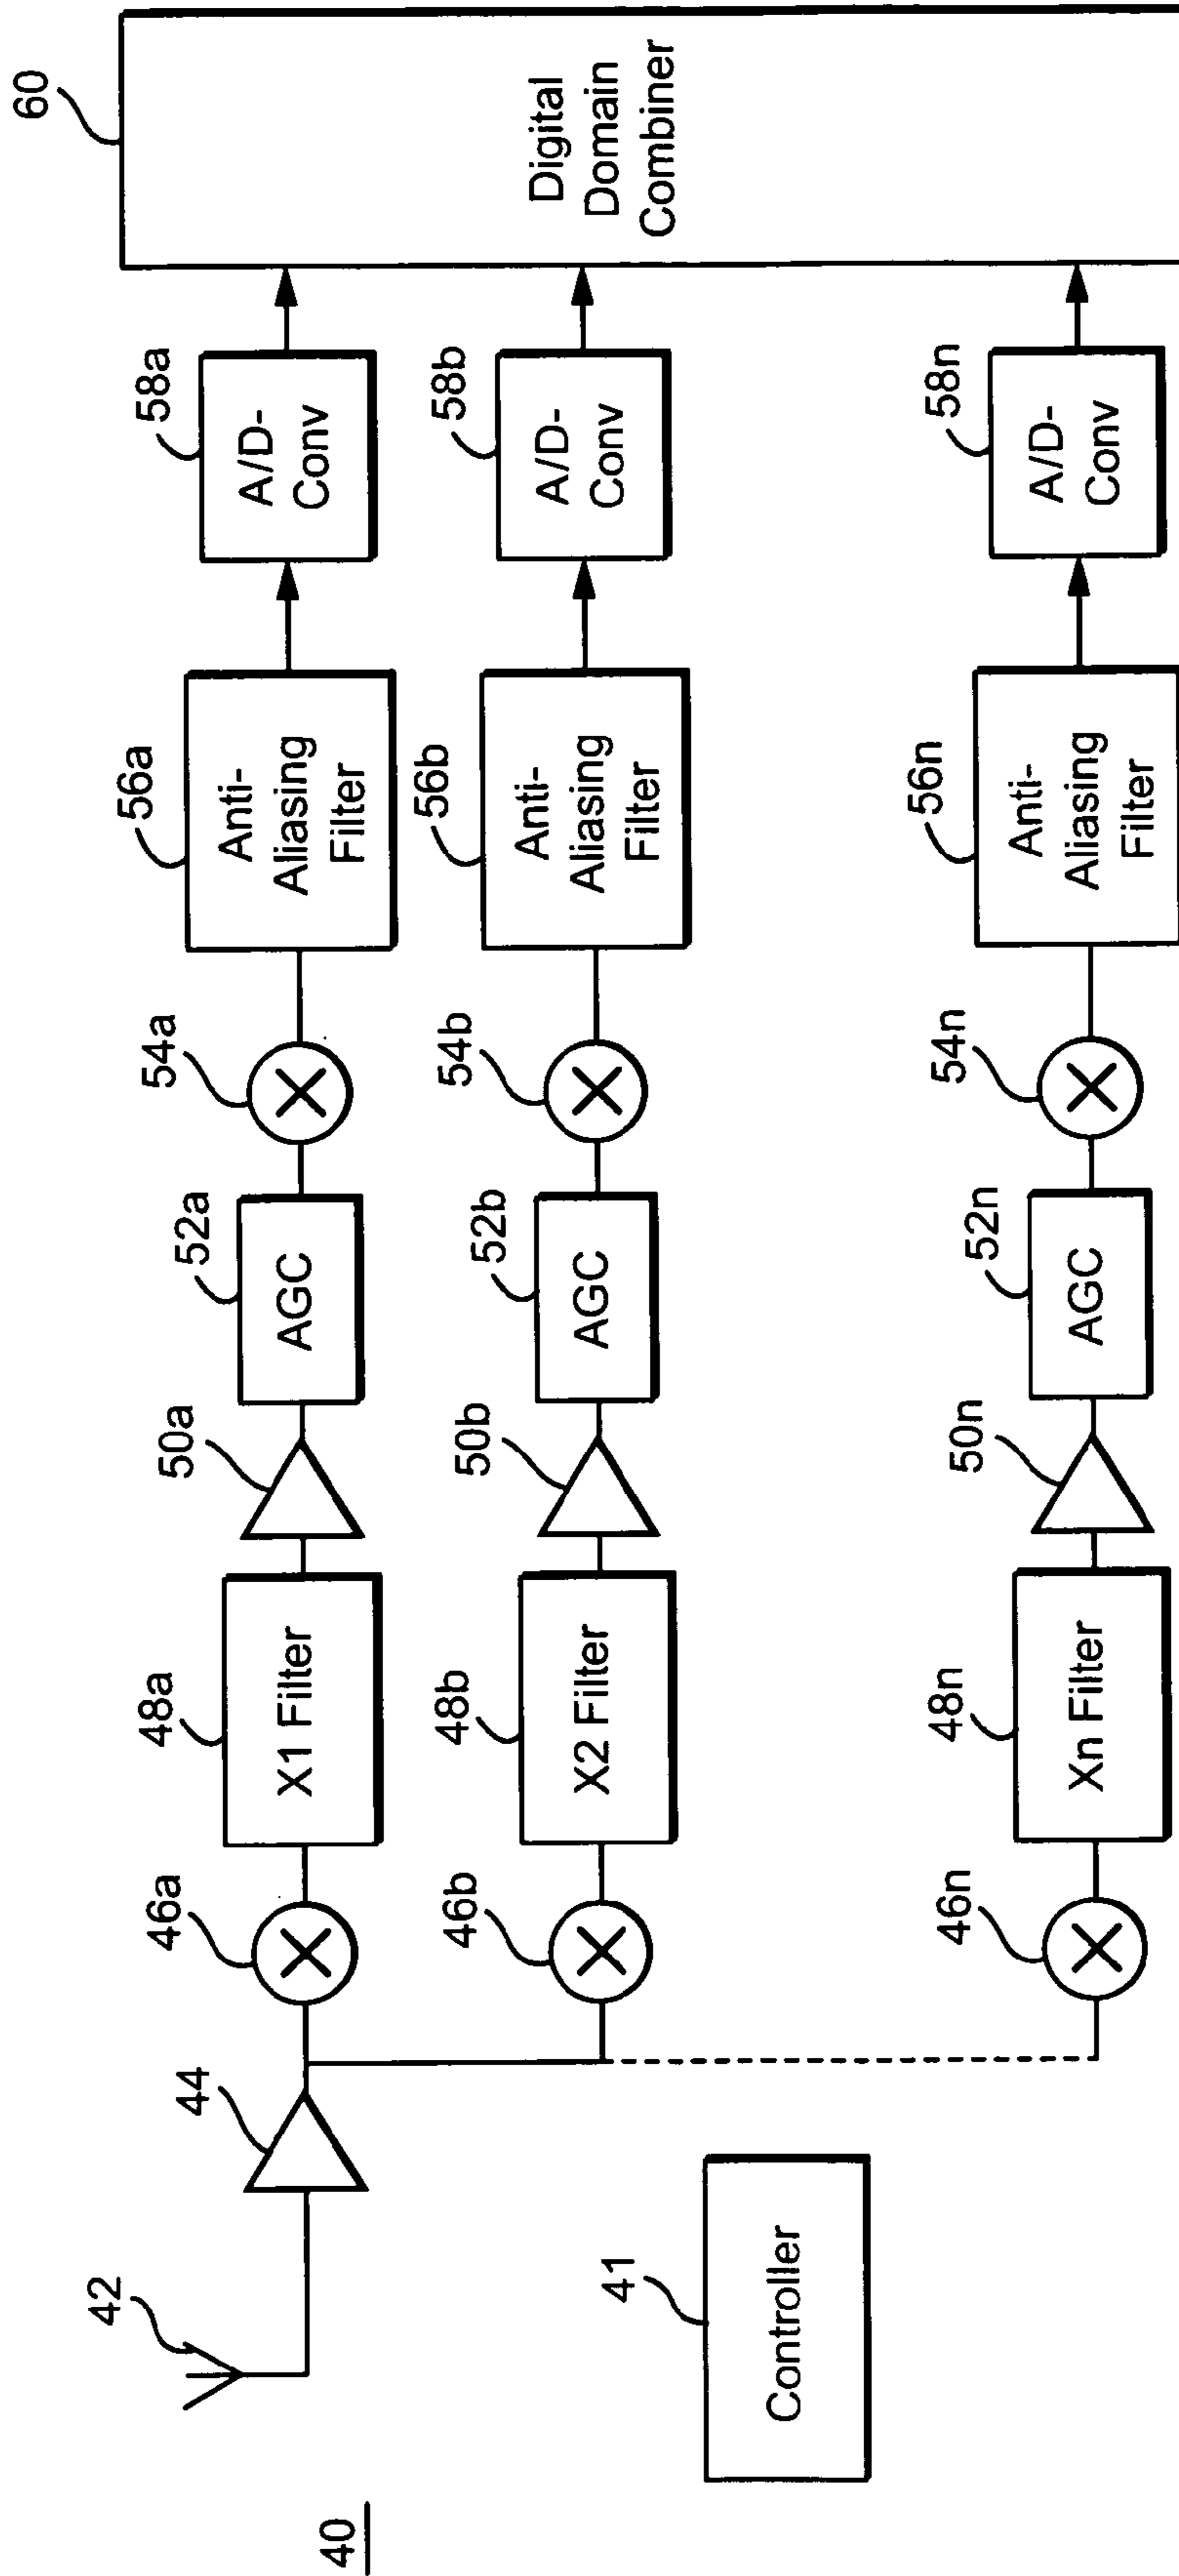 40
42
44
41
Controller
46a
48a
X1 Filter
50a
52a
AGC
54a
56a
Anti-
Aliasing
Filter
58a
A/D-
Conv
46b
48b
X2 Filter
50b
52b
AGC
54b
56b
Anti-
Aliasing
Filter
58b
A/D-
Conv
46n
48n
Xn Filter
50n
52n
AGC
54n
56n
Anti-
Aliasing
Filter
58n
A/D-
Conv
60
Digital
Domain
Combiner